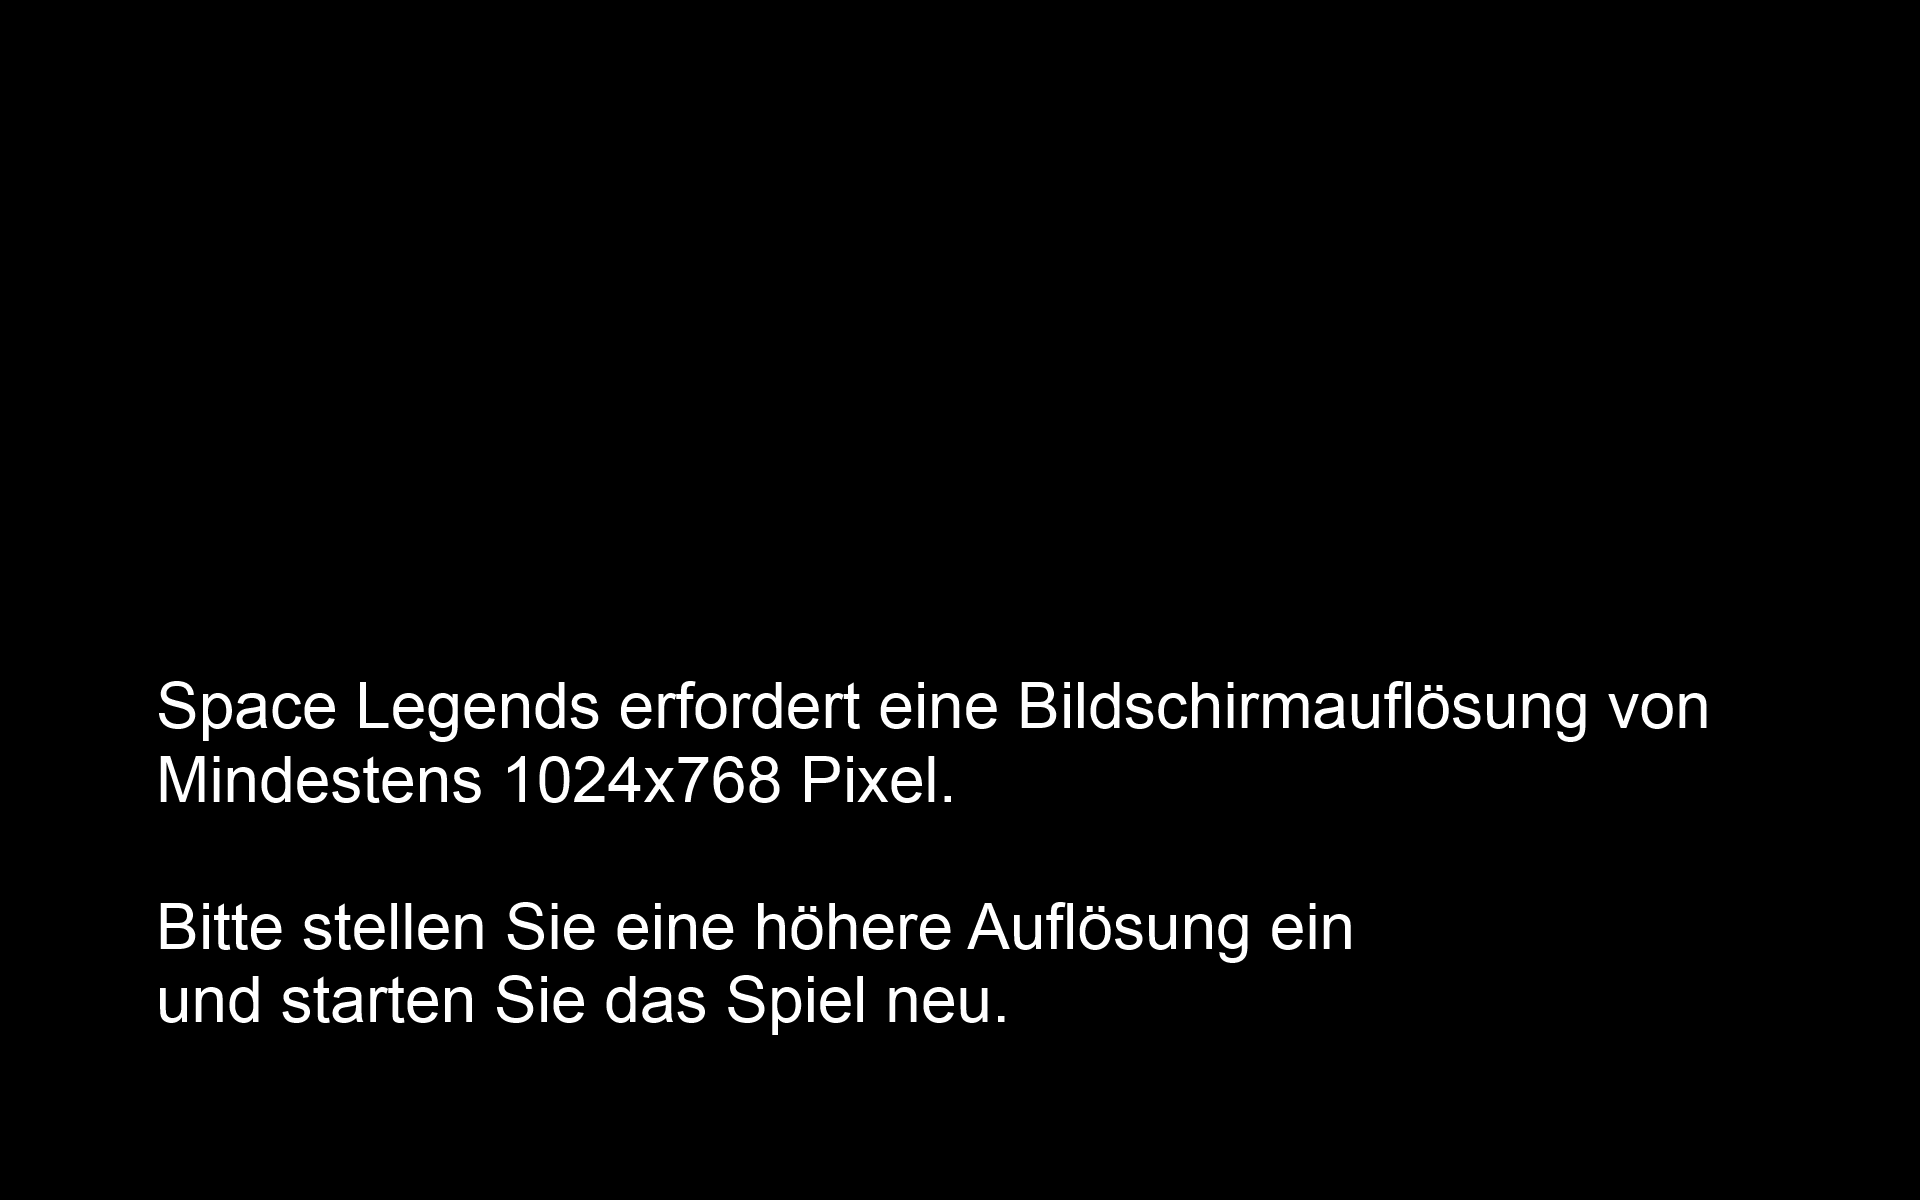 Space Legends erfordert eine Bildschirmauflösung von
Mindestens 1024x768 Pixel.
Bitte stellen Sie eine höhere Auflösung ein
und starten Sie das Spiel neu.